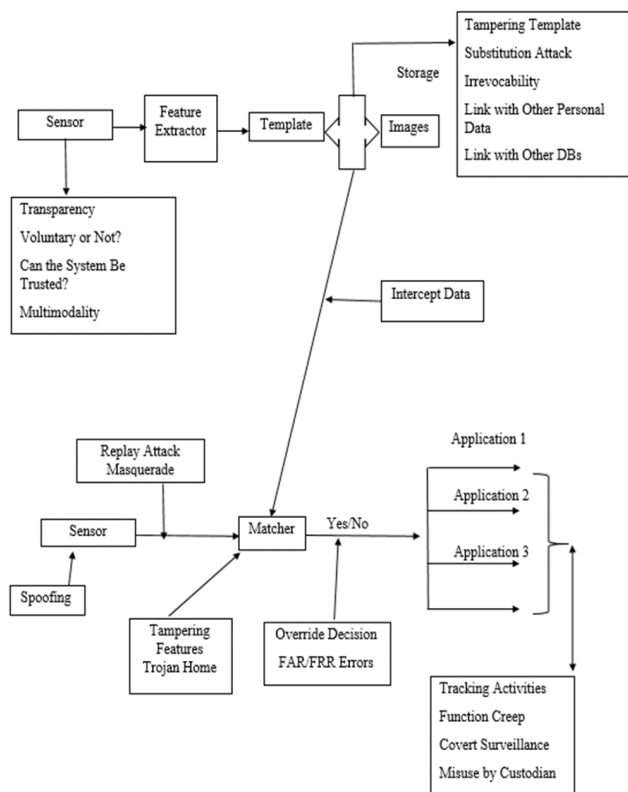 Tampering Template
Substitution Attack
Storage
Irrevocability
Link with Other Personal
Data
Link with Other DBs
Sensor
Feature
Extractor
Template
Images
Transparency
Voluntary or Not?
Can the System Be
Trusted?
Multimodality
Intercept Data
Replay Attack
Masquerade
Application 1
Sensor
Matcher
Yes/No
Application 2
Application 3
Spoofing
Tampering
Features
Trojan Home
Override Decision
FAR/FRR Errors
Tracking Activities
Function Creep
Covert Surveillance
Misuse by Custodian